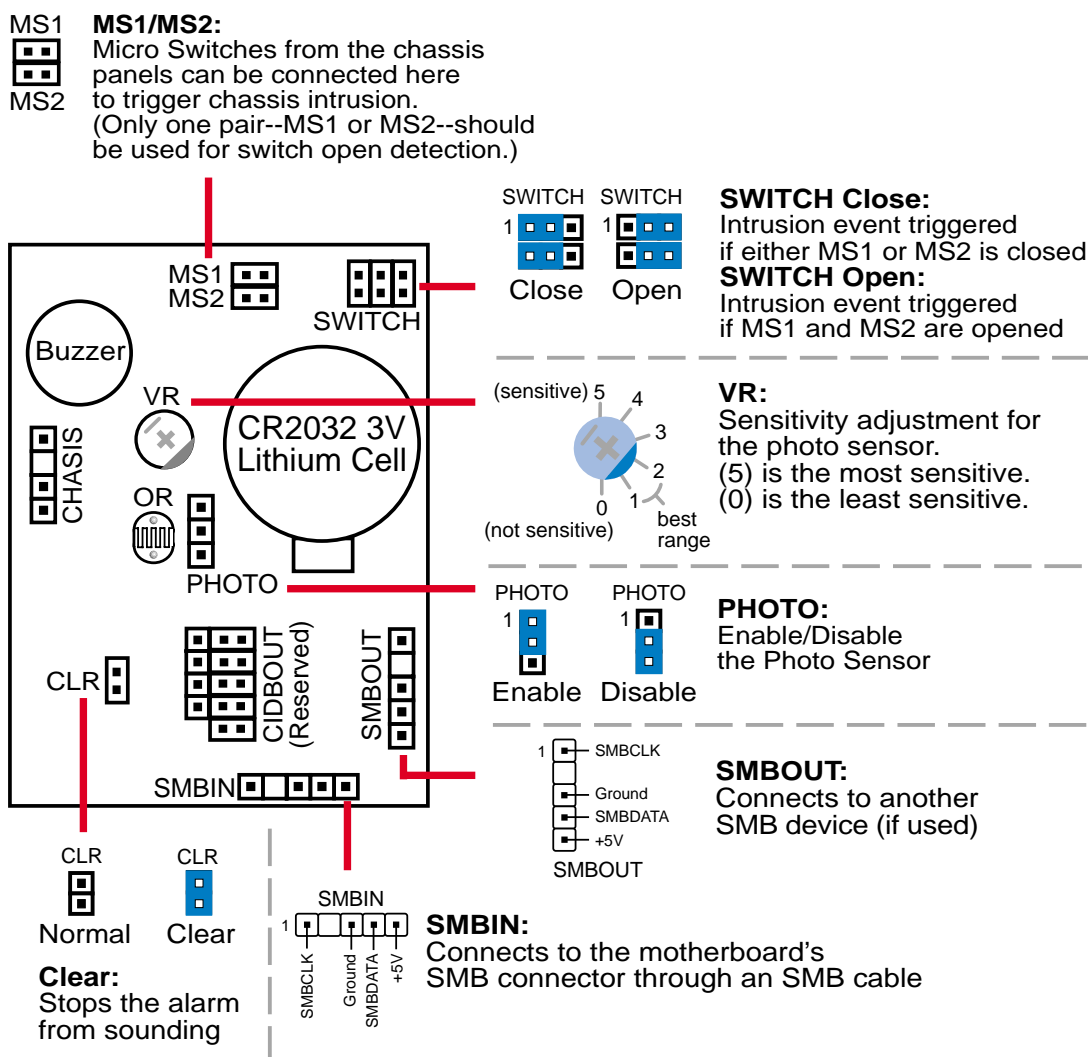 MS1
MS2
MS1/MS2:
Micro Switches from the chassis
panels can be connected here
to trigger chassis intrusion.
(Only one pair--MS1 or MS2--should
be used for switch open detection.)
SWITCH SWITCH
1 1
Close Open
SWITCH Close:
Intrusion event triggered
if either MS1 or MS2 is closed
SWITCH Open:
Intrusion event triggered
if MS1 and MS2 are opened
MS1
MS2
SWITCH
Buzzer
VR
CR2032 3V
Lithium Cell
CHASIS
OR
PHOTO
CLR
CIDBOUT
(Reserved)
SMBOUT
SMBIN
(sensitive) 5
4
3
2
1
0
(not sensitive)
best
range
VR:
Sensitivity adjustment for
the photo sensor.
(5) is the most sensitive.
(0) is the least sensitive.
PHOTO PHOTO
1 1
Enable Disable
PHOTO:
Enable/Disable
the Photo Sensor
1 SMBCLK
Ground
SMBDATA
+5V
SMBOUT
SMBOUT:
Connects to another
SMB device (if used)
CLR CLR
Normal Clear
Clear:
Stops the alarm
from sounding
SMBIN
1
SMBCLK
Ground
SMBDATA
+5V
SMBIN:
Connects to the motherboard's
SMB connector through an SMB cable